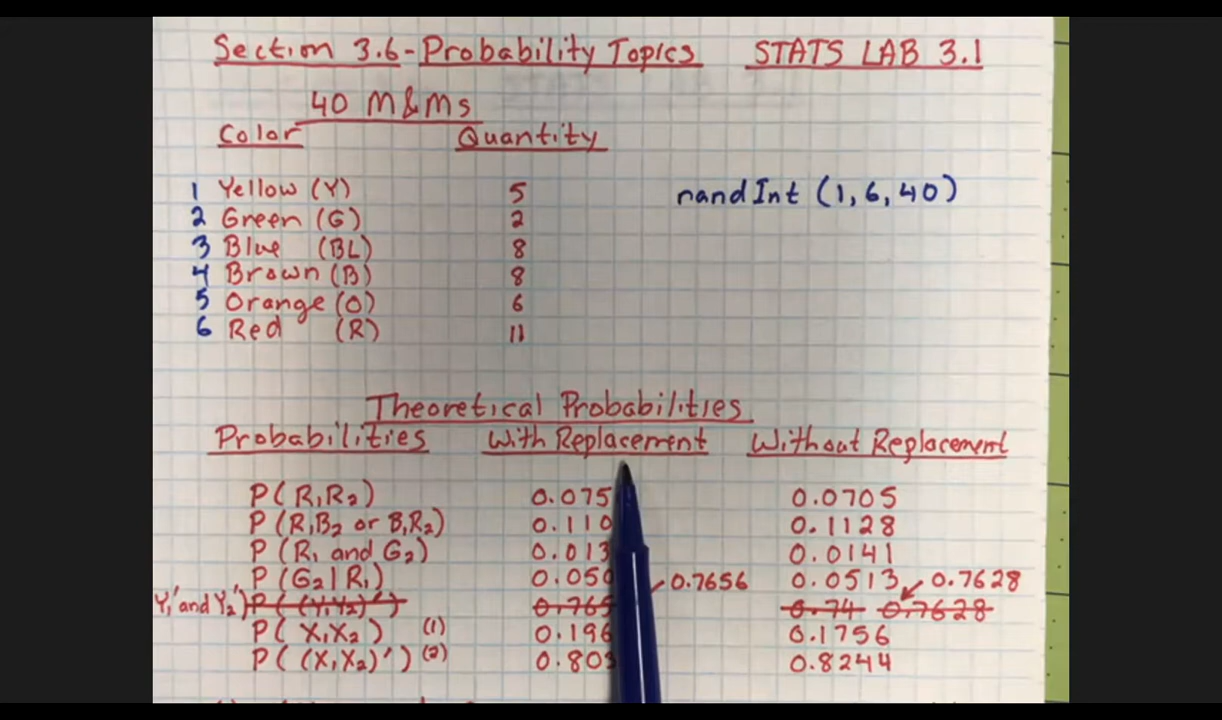 Section 3.6 - Probability Topics STATS LAB 3.1
40 M&Ms
Color Quantity
1 Yellow (Y) 5 randInt (1, 6, 40)
2 Green (G) 2
3 Blue (BL) 8
4 Brown (B) 8
5 Orange (O) 6
6 Red (R) 11
Theoretical Probabilities
Probabilities With Replacement Without Replacement
P( R₁R₂ ) 0.075 0.0705
P( R₁B₂ or B₁R₂ ) 0.110 0.1128
P( R₁ and G₂ ) 0.013 0.0141
P( G₂ | R₁ ) 0.050 0.7656 0.0513 0.7628
Y₁' and Y₂') P( (Y₁Y₂)' ) 0.765 0.74 0.7628
P( X₁X₂ ) (1) 0.196 0.1756
P( (X₁X₂)' ) (2) 0.803 0.8244